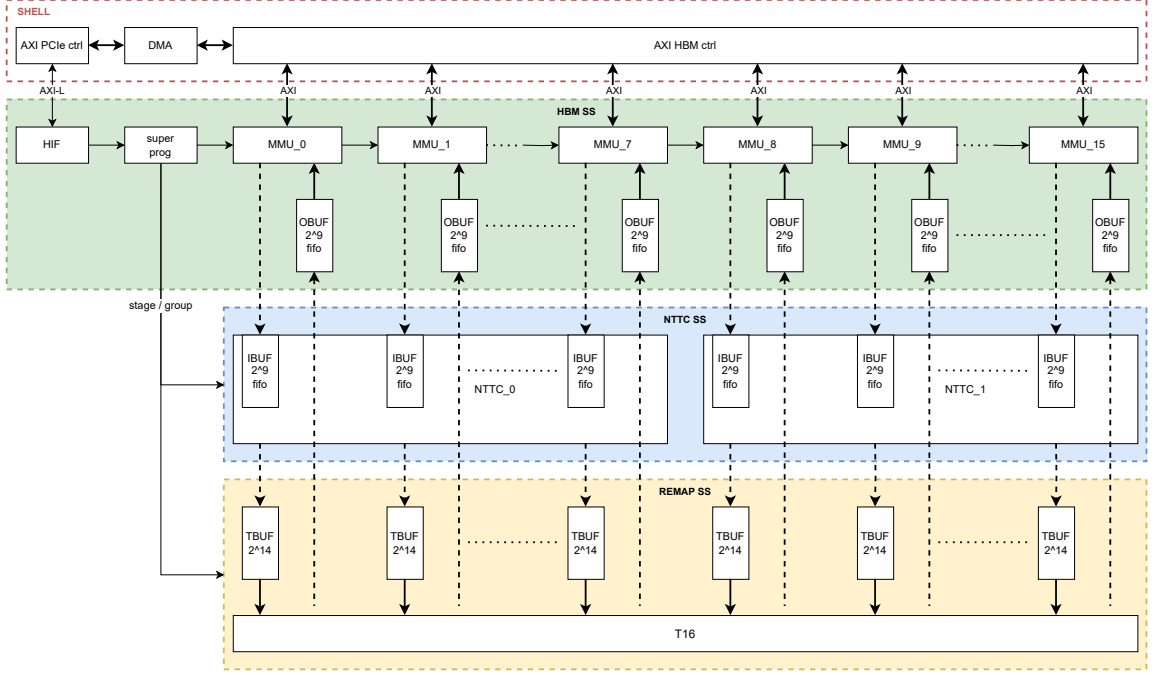 SHELL
AXI PCIe ctrl
DMA
AXI HBM ctrl
AXI-L
AXI
AXI
AXI
AXI
AXI
AXI
HBM SS
HIF
super
prog
MMU_0
MMU_1
MMU_7
MMU_8
MMU_9
MMU_15
OBUF
2^9
fifo
OBUF
2^9
fifo
OBUF
2^9
fifo
OBUF
2^9
fifo
OBUF
2^9
fifo
OBUF
2^9
fifo
stage / group
NTTC SS
IBUF
2^9
fifo
IBUF
2^9
fifo
NTTC_0
IBUF
2^9
fifo
IBUF
2^9
fifo
IBUF
2^9
fifo
NTTC_1
IBUF
2^9
fifo
REMAP SS
TBUF
2^14
TBUF
2^14
TBUF
2^14
TBUF
2^14
TBUF
2^14
TBUF
2^14
T16